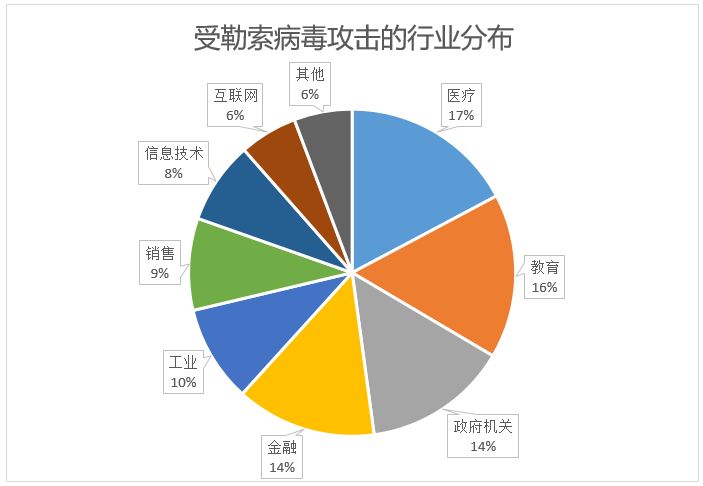 受勒索病毒攻击的行业分布
医疗
17%
教育
16%
政府机关
14%
金融
14%
工业
10%
销售
9%
信息技术
8%
互联网
6%
其他
6%